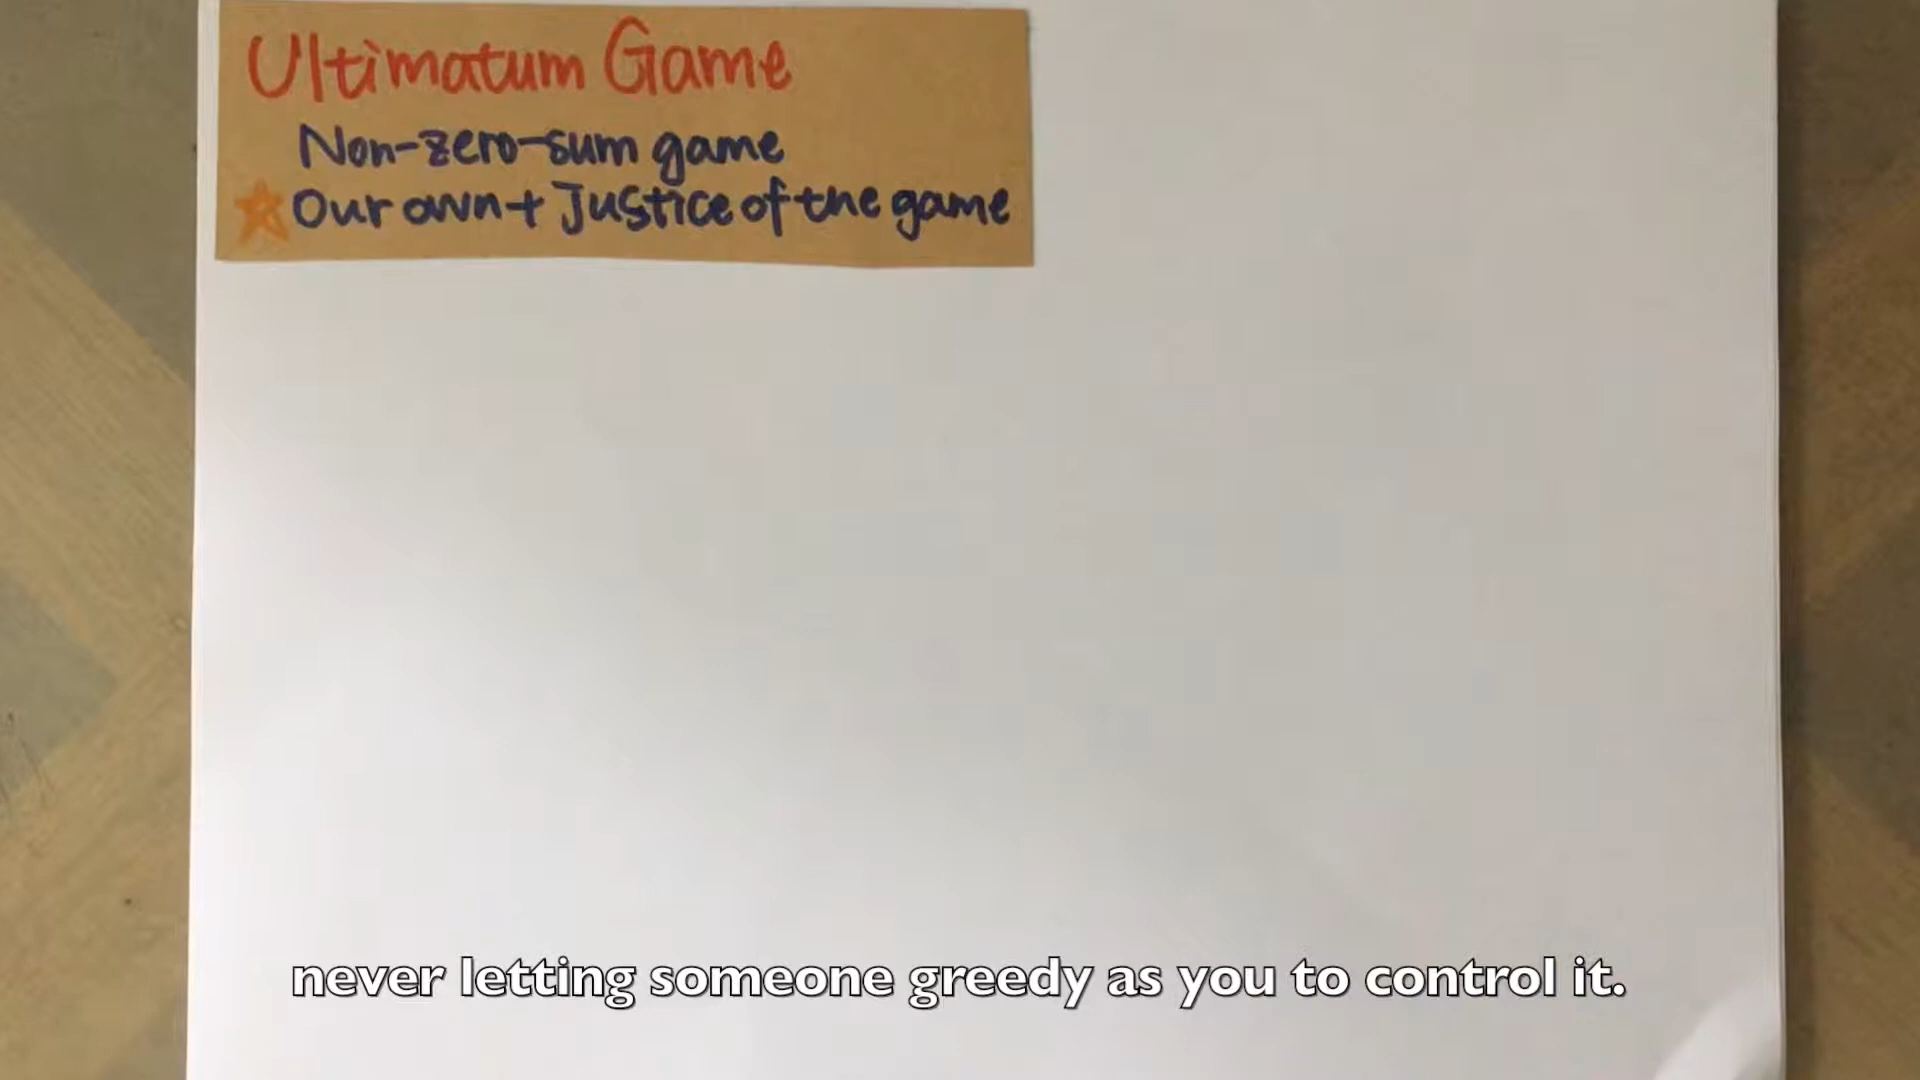 Ultimatum Game
Non-zero-sum game
Our own + Justice of the game
never letting someone greedy as you to control it.